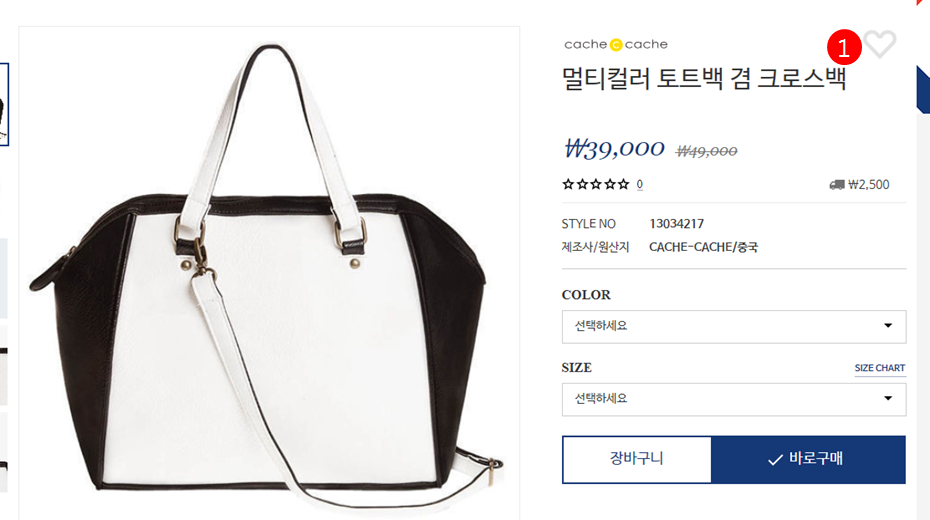 cache c cache
1
멀티컬러 토트백 겸 크로스백
₩39,000 ₩49,000
0 ₩2,500
STYLE NO 13034217
제조사/원산지 CACHE-CACHE/중국
COLOR
선택하세요
SIZE SIZE CHART
선택하세요
장바구니 바로구매